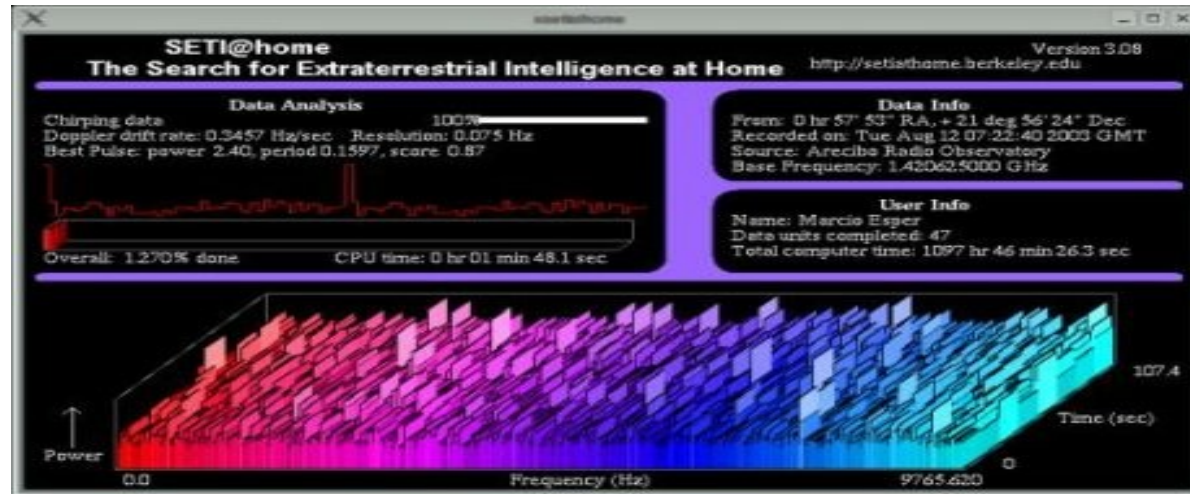 SETI@home
The Search for Extraterrestrial Intelligence at Home
Version 3.08
http://setiathome.berkeley.edu
Data Analysis
Chirping data 100%
Doppler drift rate: 0.3457 Hz/sec Resolution: 0.075 Hz
Best Pulse: power 2.40, period 0.1597, score 0.87
Overall: 1.270% done CPU time: 0 hr 01 min 48.1 sec
Data Info
From: 0 hr 57' 53" RA, + 21 deg 56' 24" Dec
Recorded on: Tue Aug 12 07:22:40 2003 GMT
Source: Arecibo Radio Observatory
Base Frequency: 1.420625000 GHz
User Info
Name: Marcio Esper
Data units completed: 47
Total computer time: 1097 hr 46 min 26.3 sec
107.4
Time (sec)
0
Power
0.0
Frequency (Hz)
9765.620